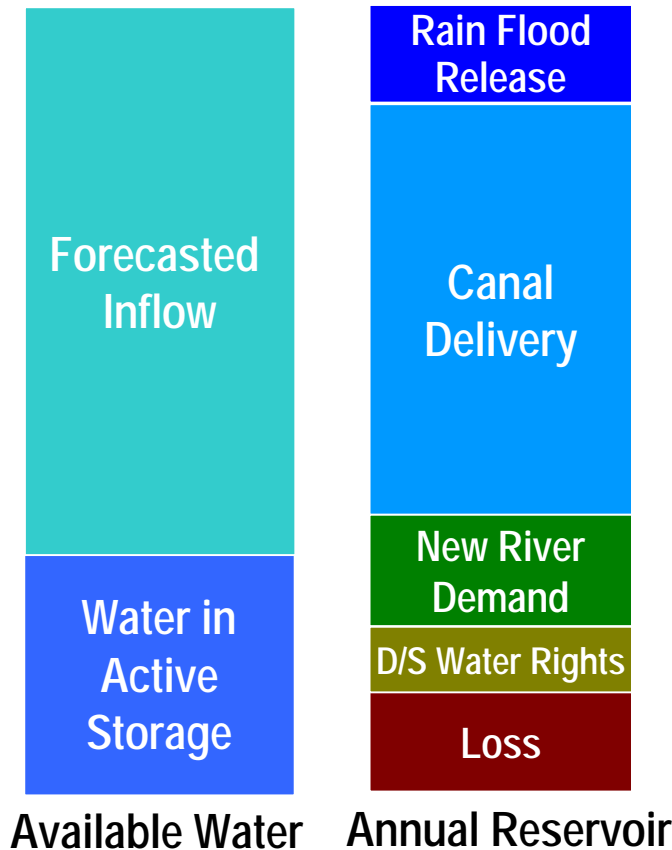 Forecasted
Inflow
Water in
Active
Storage
Available Water
Rain Flood
Release
Canal
Delivery
New River
Demand
D/S Water Rights
Loss
Annual Reservoir